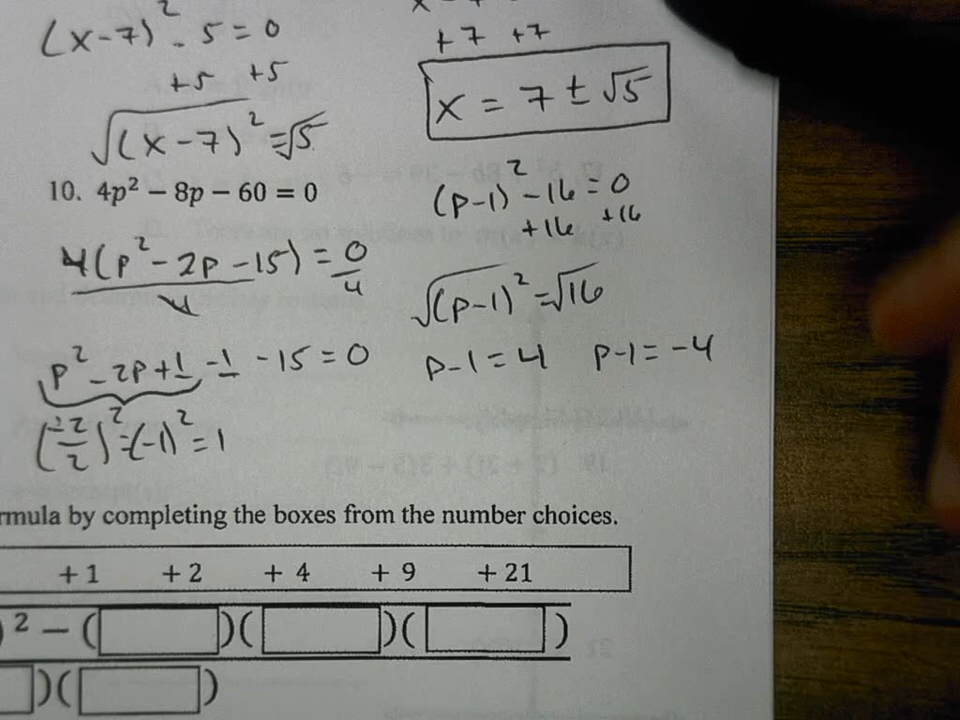 (x-7)² - 5 = 0
+5 +5
√(x-7)² = √5
+7 +7
x = 7 ± √5
10. 4p² − 8p − 60 = 0
4(p² - 2p - 15) = 0
4 4
p² - 2p + 1 - 1 - 15 = 0
(-2/2)² = (-1)² = 1
(p-1)² - 16 = 0
+16 +16
√(p-1)² = √16
p-1 = 4 p-1 = -4
rmula by completing the boxes from the number choices.
+1 +2 + 4 + 9 + 21
) ² − ( )( )( )
)( )